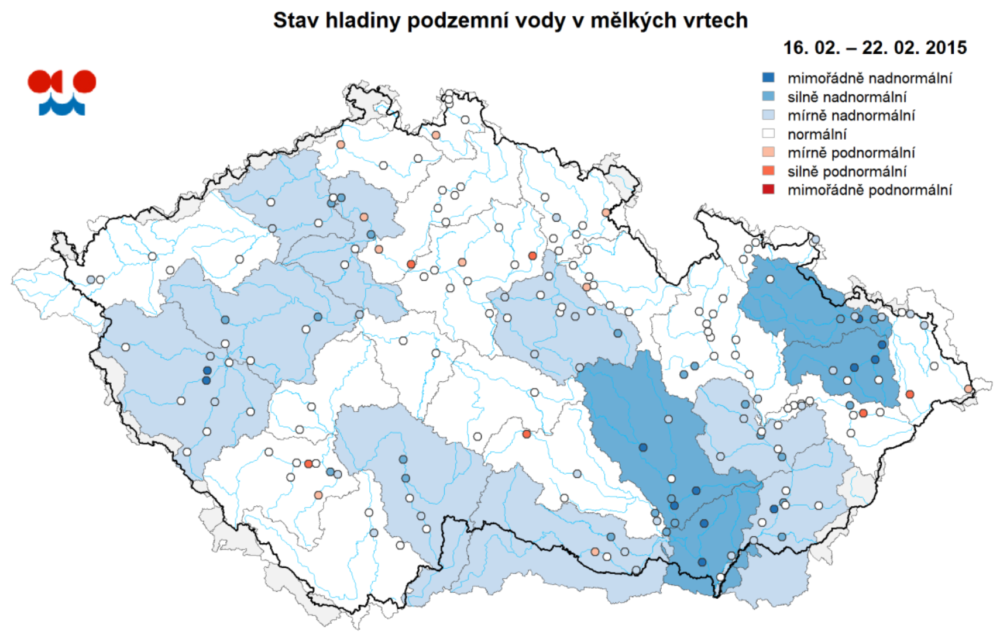 Stav hladiny podzemní vody v mělkých vrtech
16. 02. – 22. 02. 2015
mimořádně nadnormální
silně nadnormální
mírně nadnormální
normální
mírně podnormální
silně podnormální
mimořádně podnormální